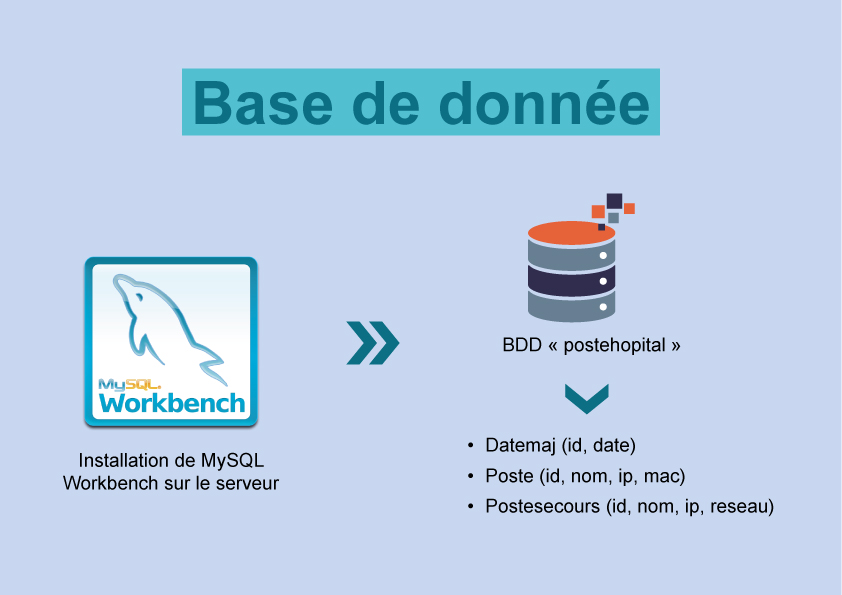 Base de donnée
MySQL.
Workbench
Installation de MySQL
Workbench sur le serveur
BDD « postehopital »
• Datemaj (id, date)
• Poste (id, nom, ip, mac)
• Postesecours (id, nom, ip, reseau)